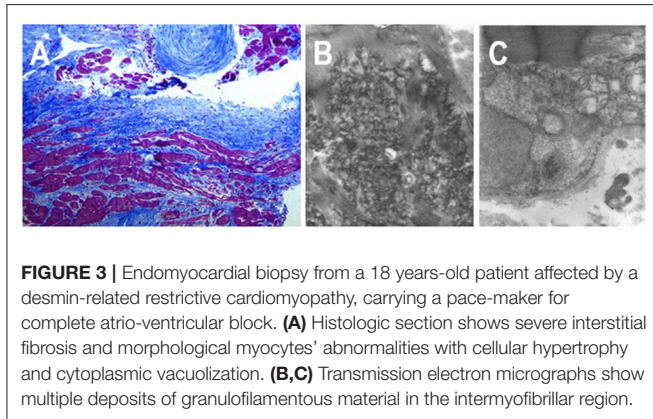 A
B
C
FIGURE 3 | Endomyocardial biopsy from a 18 years-old patient affected by a
desmin-related restrictive cardiomyopathy, carrying a pace-maker for
complete atrio-ventricular block. (A) Histologic section shows severe interstitial
fibrosis and morphological myocytes' abnormalities with cellular hypertrophy
and cytoplasmic vacuolization. (B,C) Transmission electron micrographs show
multiple deposits of granulofilamentous material in the intermyofibrillar region.